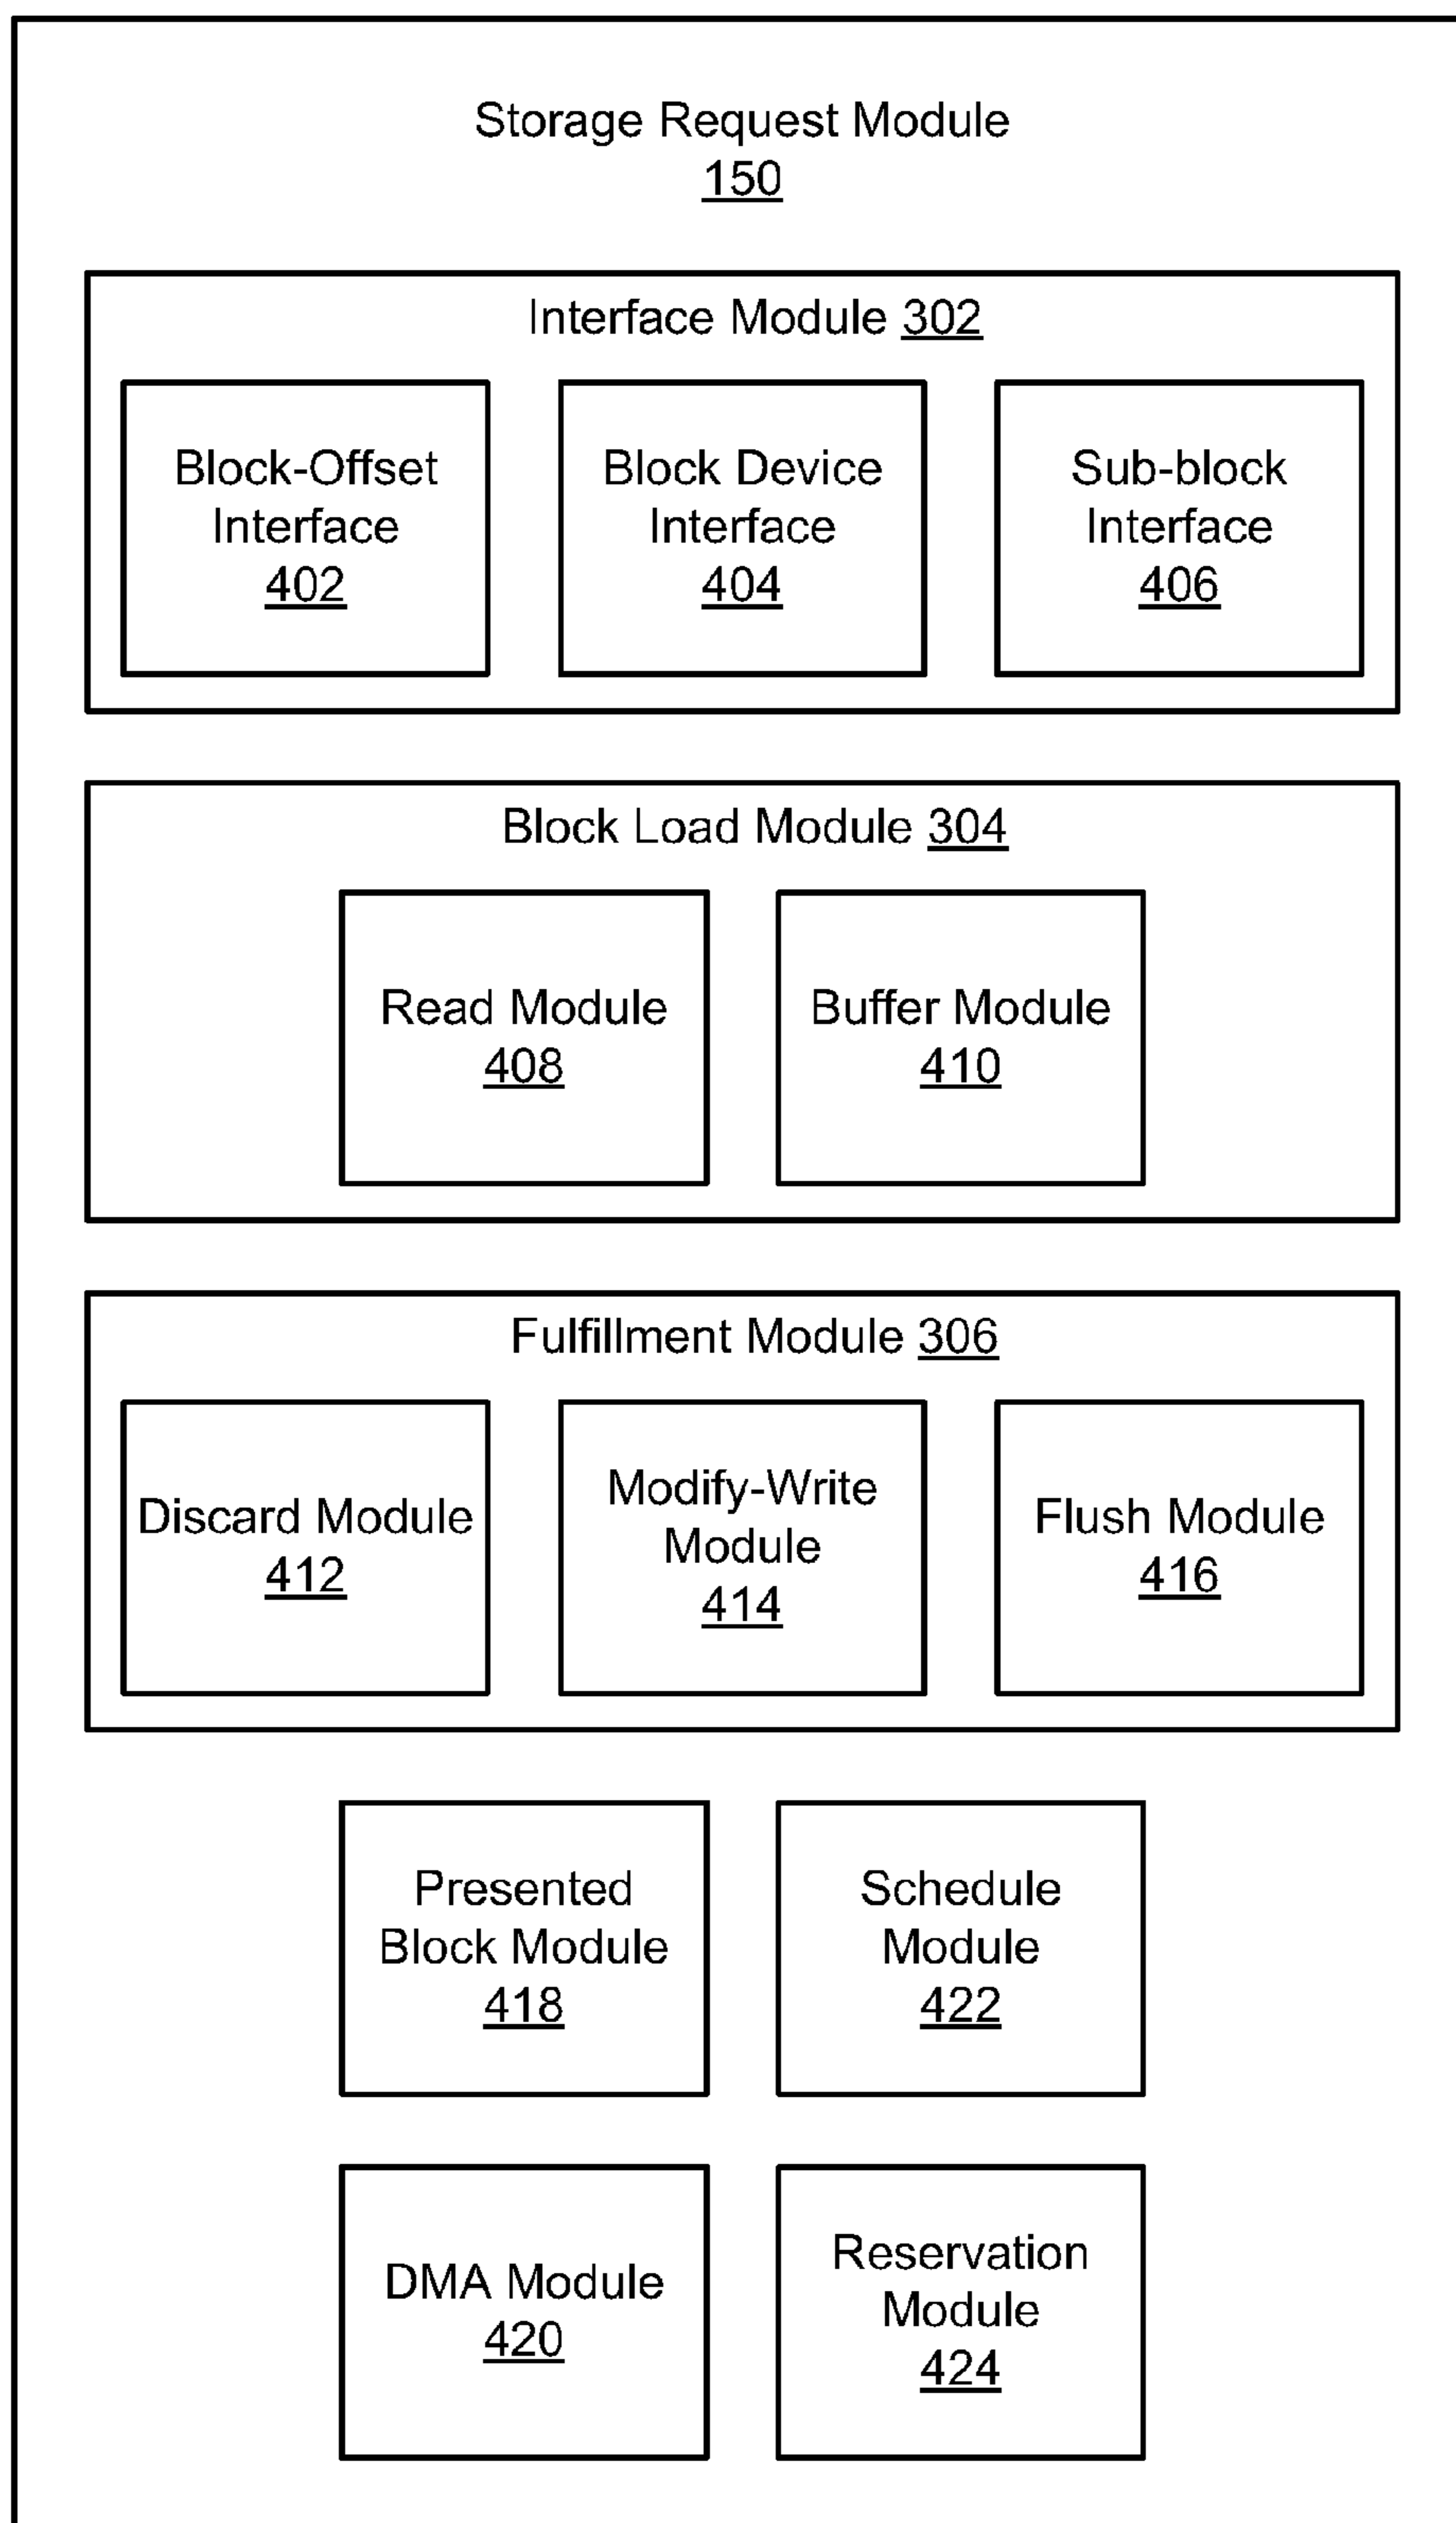 Storage Request Module
150
Interface Module 302
Block-Offset
Interface
402
Block Device
Interface
404
Sub-block
Interface
406
Block Load Module 304
Read Module
408
Buffer Module
410
Fulfillment Module 306
Discard Module
412
Modify-Write
Module
414
Flush Module
416
Presented
Block Module
418
Schedule
Module
422
DMA Module
420
Reservation
Module
424